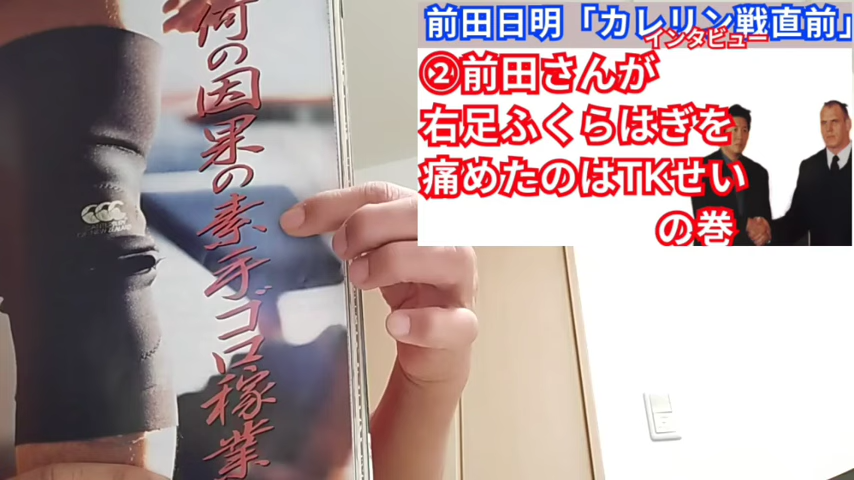 前田日明「カレリン戦直前」
インタビュー
②前田さんが
右足ふくらはぎを
痛めたのはTKせい
の巻
何の因果の素手ゴロ稼業